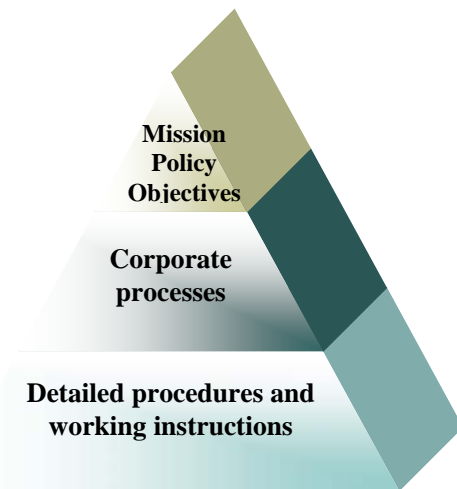 Mission
Policy
Objectives
Corporate
processes
Detailed procedures and
working instructions